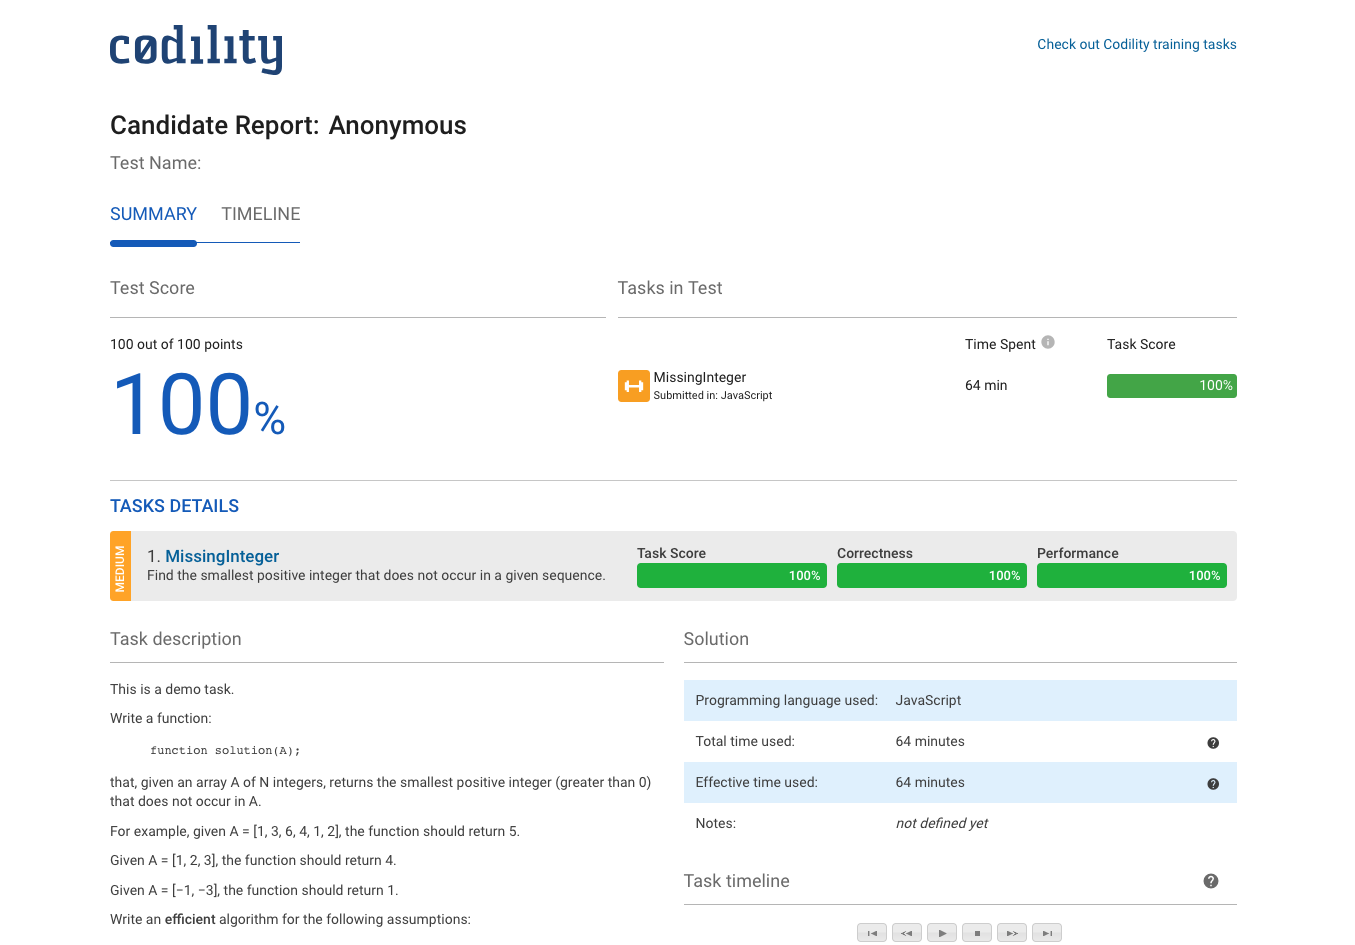 codility
Check out Codility training tasks
Candidate Report: Anonymous
Test Name:
SUMMARY TIMELINE
Test Score
100 out of 100 points
100%
Tasks in Test
Time Spent Task Score
MissingInteger
Submitted in: JavaScript
64 min
100%
TASKS DETAILS
MEDIUM
1. MissingInteger
Find the smallest positive integer that does not occur in a given sequence.
Task Score
100%
Correctness
100%
Performance
100%
Task description
This is a demo task.
Write a function:
function solution(A);
that, given an array A of N integers, returns the smallest positive integer (greater than 0)
that does not occur in A.
For example, given A = [1, 3, 6, 4, 1, 2], the function should return 5.
Given A = [1, 2, 3], the function should return 4.
Given A = [−1, −3], the function should return 1.
Write an efficient algorithm for the following assumptions:
Solution
Programming language used: JavaScript
Total time used: 64 minutes
Effective time used: 64 minutes
Notes: not defined yet
Task timeline